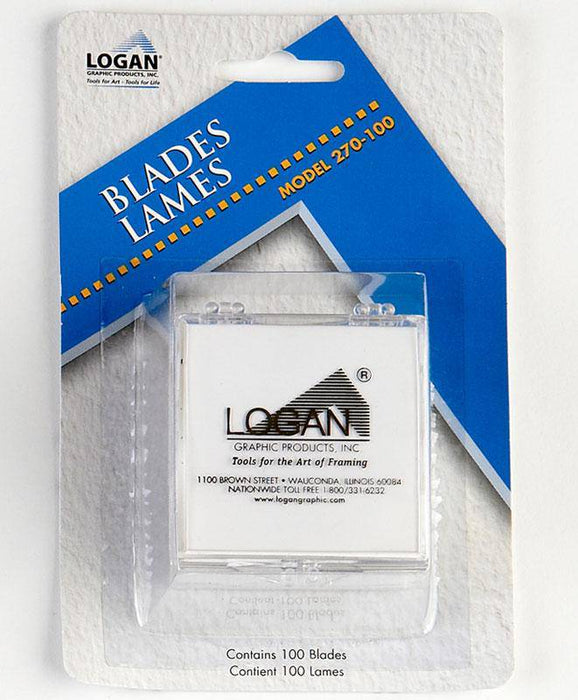 LOGAN®
GRAPHIC PRODUCTS, INC.
Tools for Art - Tools for Life
BLADES
LAMES
MODEL 270-100
LOGAN®
GRAPHIC PRODUCTS, INC
Tools for the Art of Framing
1100 BROWN STREET • WAUCONDA, ILLINOIS 60084
NATIONWIDE TOLL FREE 1-800/331-6232
www.logangraphic.com
Contains 100 Blades
Contient 100 Lames